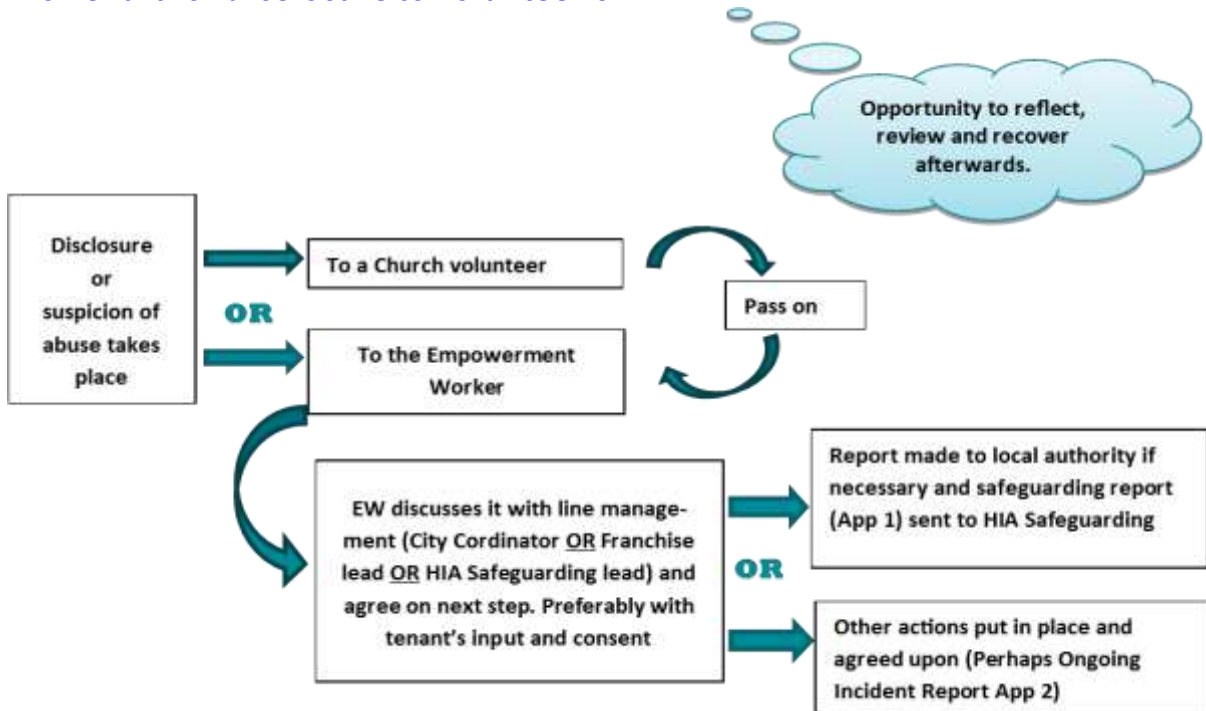 Opportunity to reflect,
review and recover
afterwards.
Disclosure
or
suspicion of
abuse takes
place
To a Church volunteer
OR
Pass on
To the Empowerment
Worker
EW discusses it with line manage-
ment (City Cordinator OR Franchise
lead OR HIA Safeguarding lead) and
agree on next step. Preferably with
tenant's input and consent
Report made to local authority if
necessary and safeguarding report
(App 1) sent to HIA Safeguarding
OR
Other actions put in place and
agreed upon (Perhaps Ongoing
Incident Report App 2)